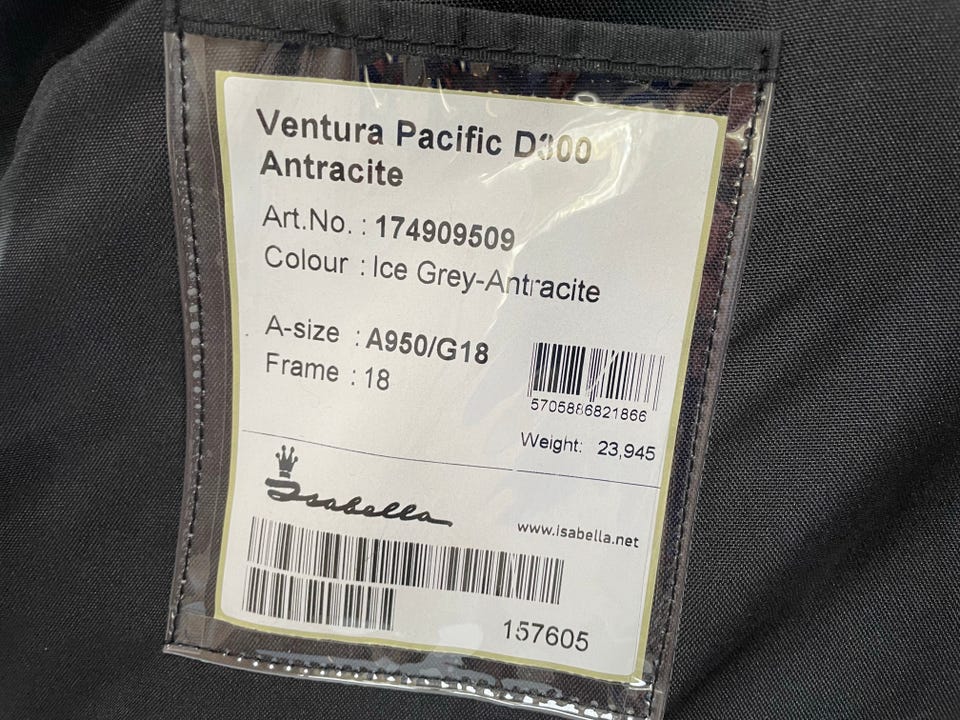 Ventura Pacific D300
Antracite
Art.No. : 174909509
Colour : Ice Grey-Antracite
A-size : A950/G18
Frame : 18
5705886821866
Weight: 23,945
Isabella
www.isabella.net
157605